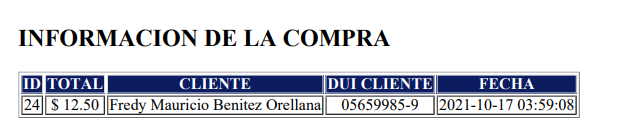 INFORMACION DE LA COMPRA
ID TOTAL CLIENTE DUI CLIENTE FECHA
24 $ 12.50 Fredy Mauricio Benitez Orellana 05659985-9 2021-10-17 03:59:08